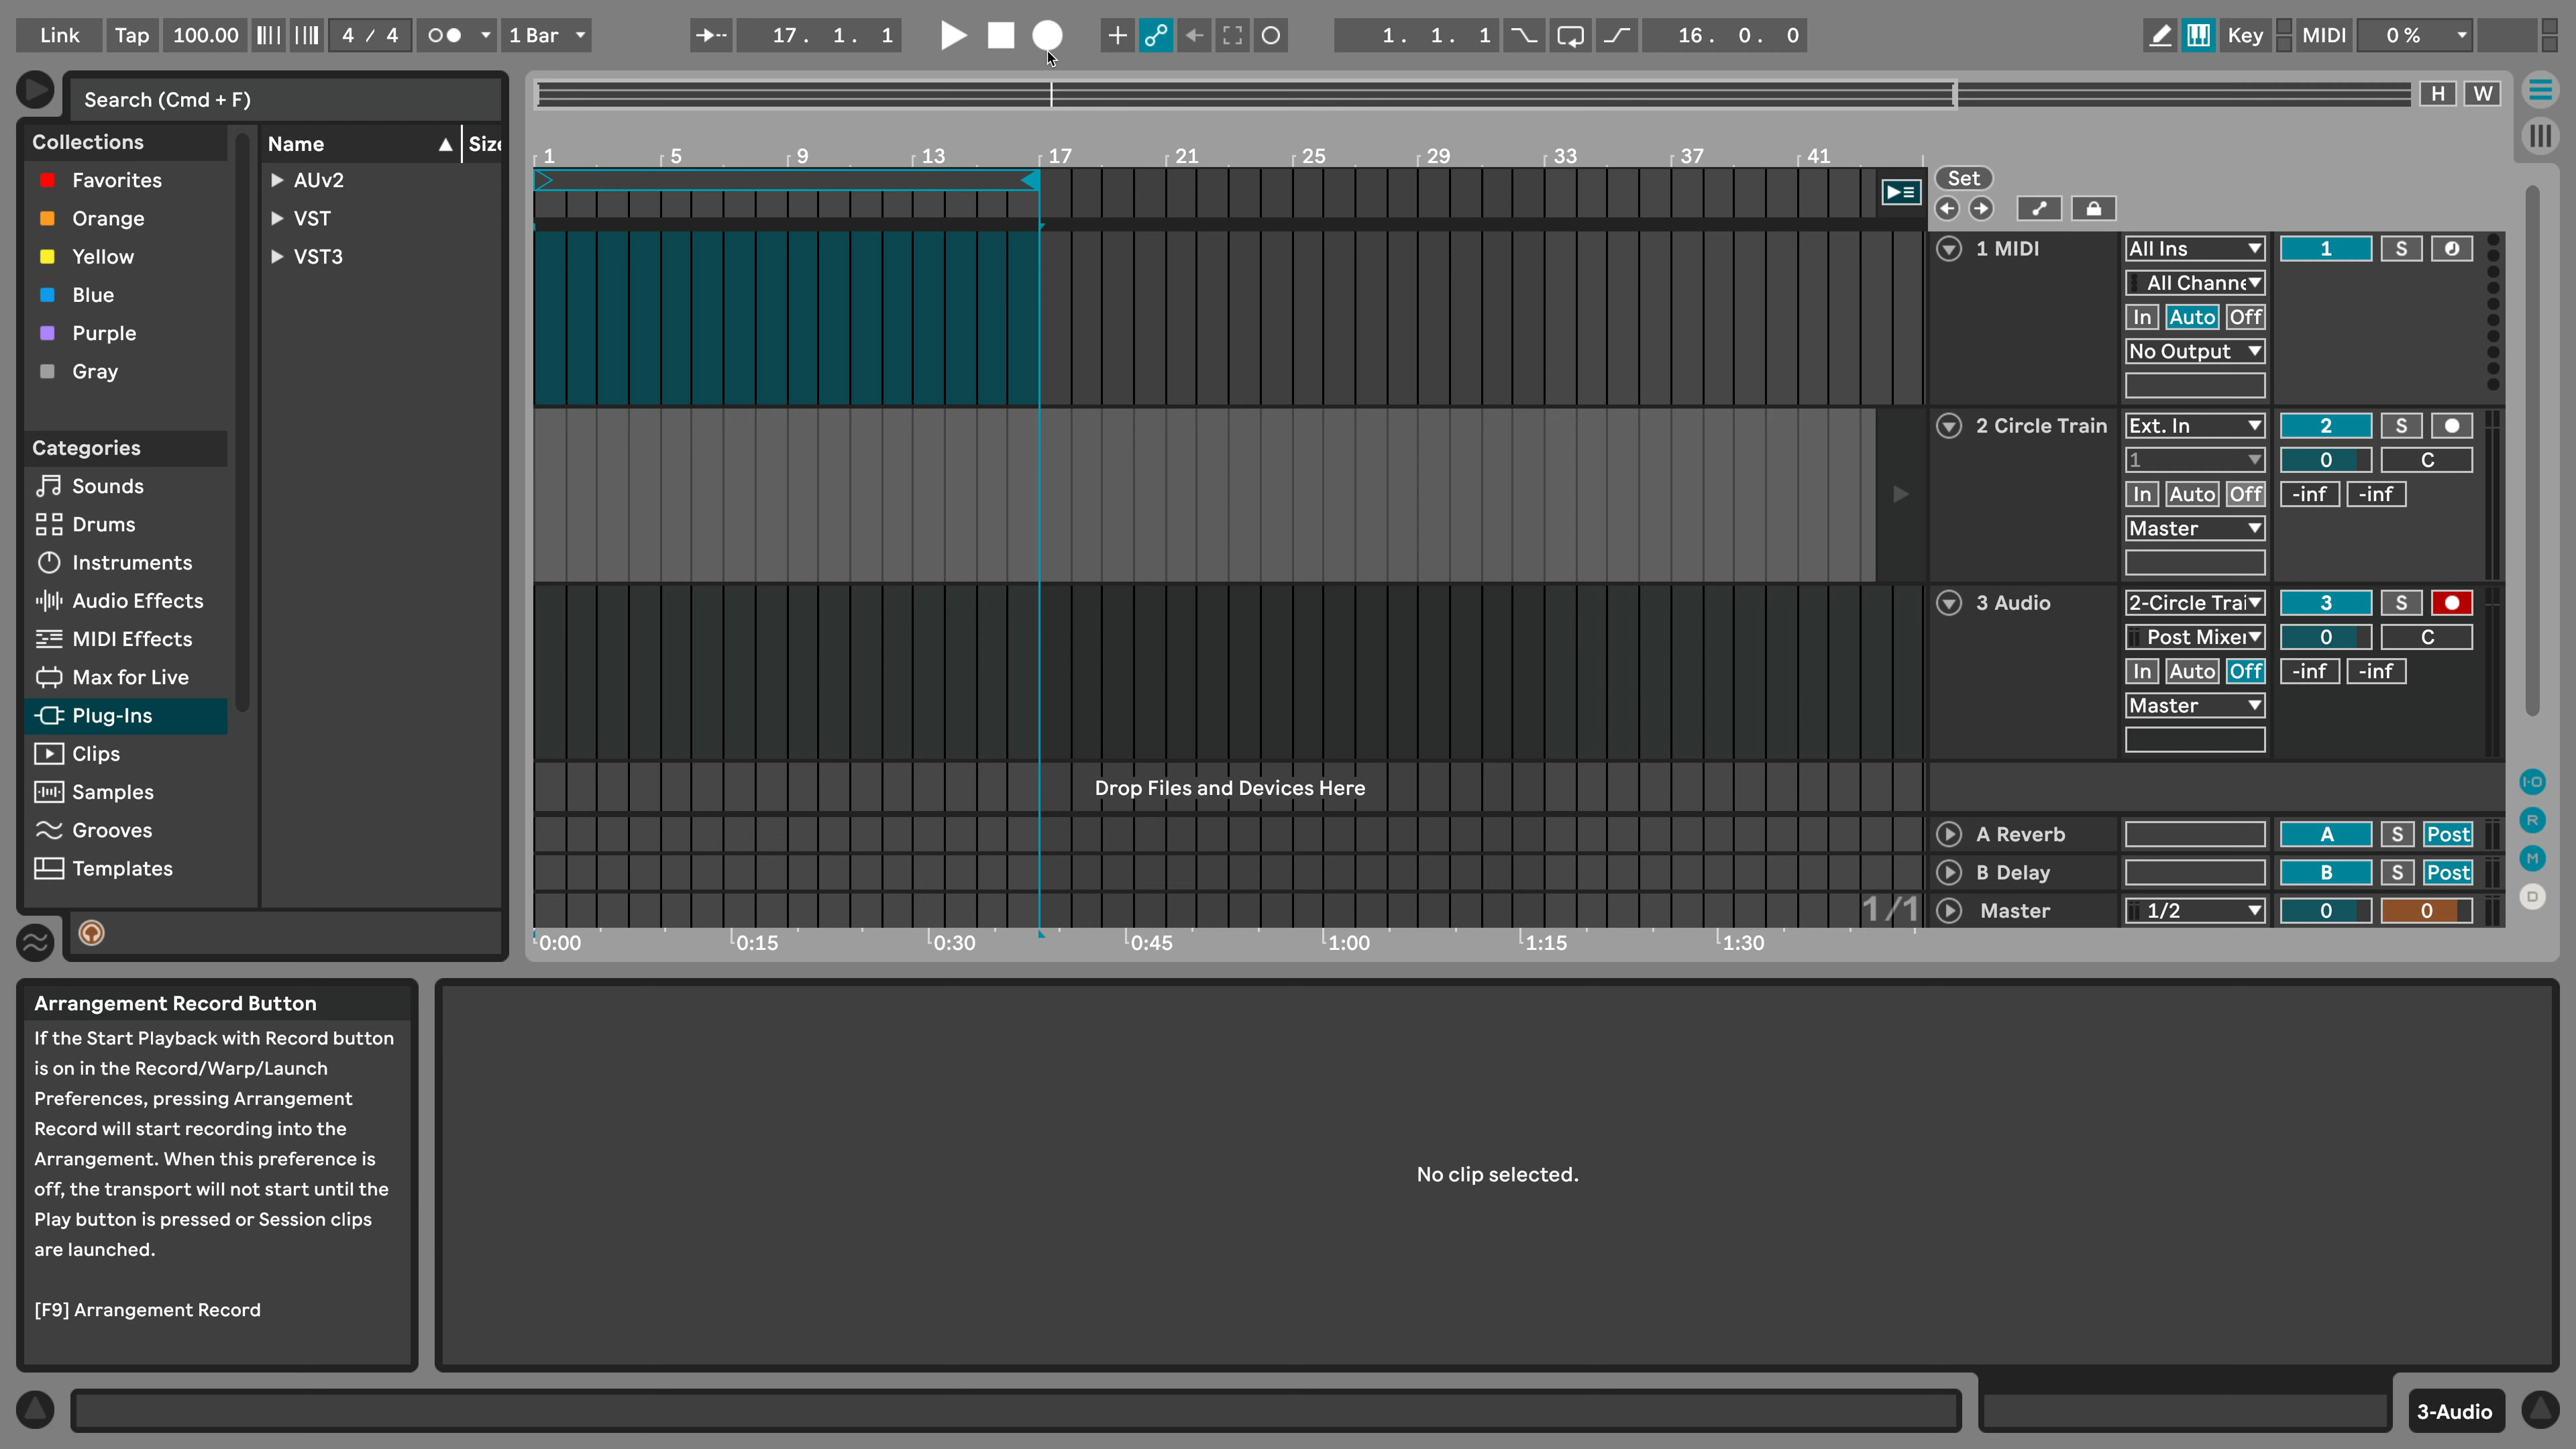 Link Tap 100.00 4 / 4 1 Bar 17. 1. 1 1. 1. 1 16. 0. 0 Key MIDI 0 %
Search (Cmd + F)
H W
Collections
Favorites
Orange
Yellow
Blue
Purple
Gray
Categories
Sounds
Drums
Instruments
Audio Effects
MIDI Effects
Max for Live
Plug-Ins
Clips
Samples
Grooves
Templates
Name Size
AUv2
VST
VST3
1 5 9 13 17 21 25 29 33 37 41
Set
1 MIDI All Ins 1 S
All Channe
In Auto Off
No Output
2 Circle Train Ext. In 2 S
1 0 C
In Auto Off -inf -inf
Master
3 Audio 2-Circle Trai 3 S
Post Mixer 0 C
In Auto Off -inf -inf
Master
Drop Files and Devices Here
A Reverb A S Post
B Delay B S Post
1/1 Master 1/2 0 0
I·O
R
M
D
0:00 0:15 0:30 0:45 1:00 1:15 1:30
Arrangement Record Button
If the Start Playback with Record button
is on in the Record/Warp/Launch
Preferences, pressing Arrangement
Record will start recording into the
Arrangement. When this preference is
off, the transport will not start until the
Play button is pressed or Session clips
are launched.
[F9] Arrangement Record
No clip selected.
3-Audio